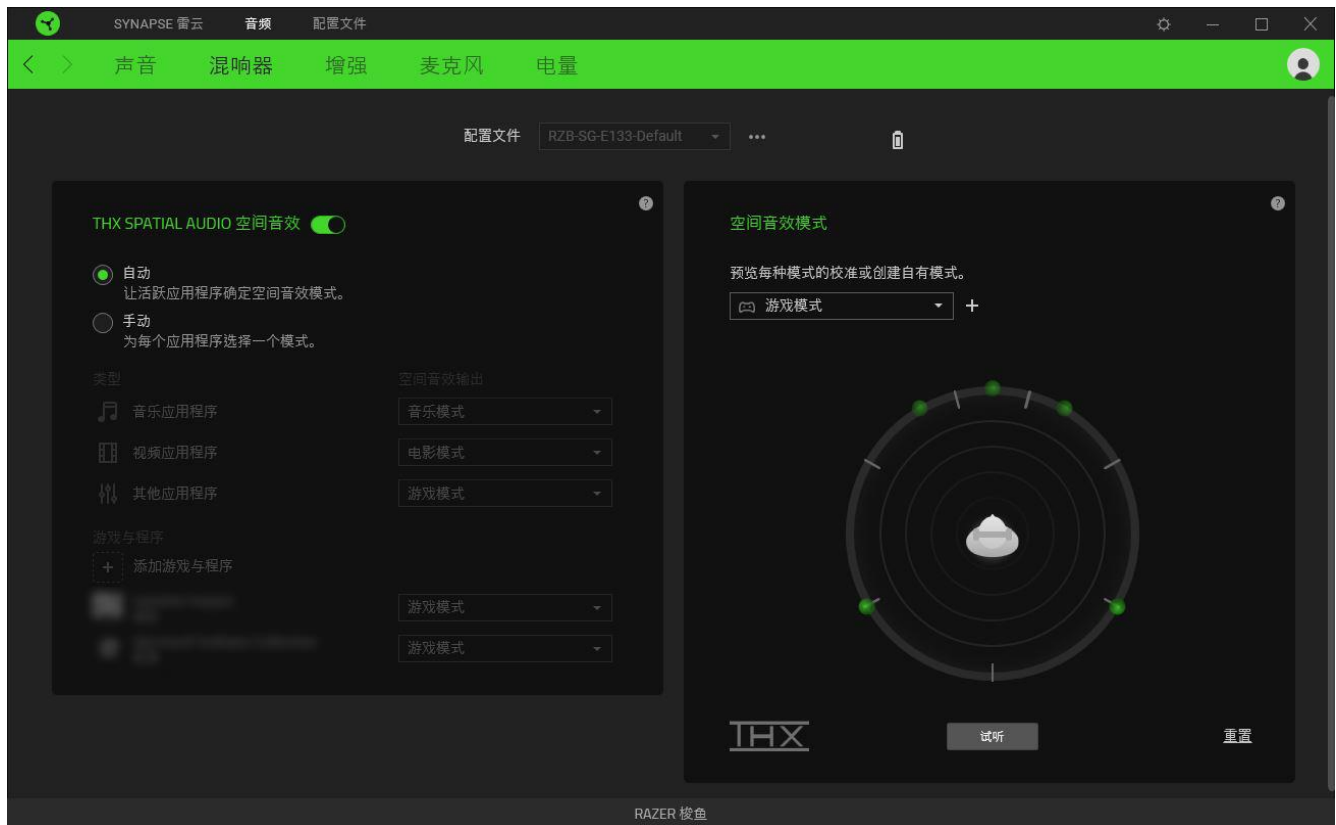 SYNAPSE 雷云 音频 配置文件
声音 混响器 增强 麦克风 电量
配置文件 RZB-SG-E133-Default
THX SPATIAL AUDIO 空间音效
自动
让活跃应用程序确定空间音效模式。
手动
为每个应用程序选择一个模式。
类型 空间音效输出
音乐应用程序 音乐模式
视频应用程序 电影模式
其他应用程序 游戏模式
游戏与程序
添加游戏与程序
游戏模式
游戏模式
空间音效模式
预览每种模式的校准或创建自有模式。
游戏模式
THX 试听 重置
RAZER 梭鱼